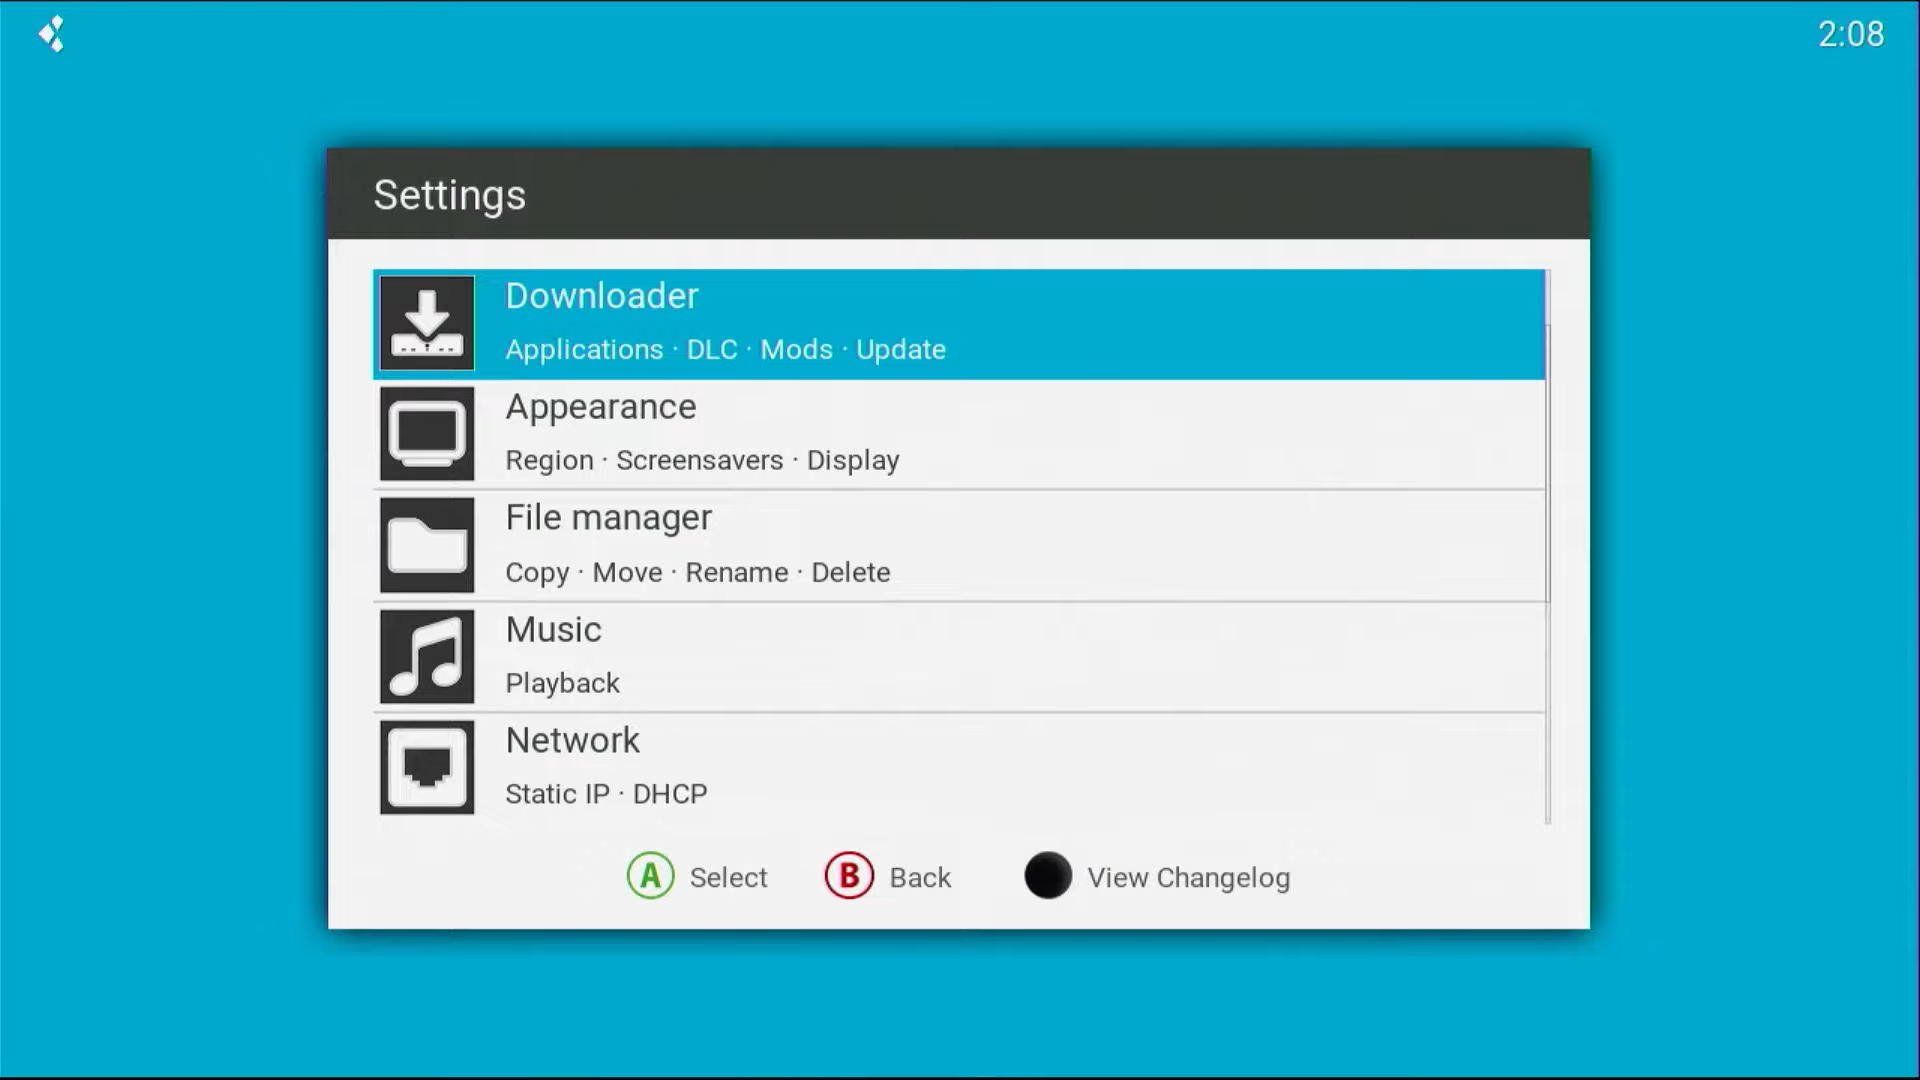 2:08
Settings
Downloader
Applications · DLC · Mods · Update
Appearance
Region · Screensavers · Display
File manager
Copy · Move · Rename · Delete
Music
Playback
Network
Static IP · DHCP
A Select B Back View Changelog